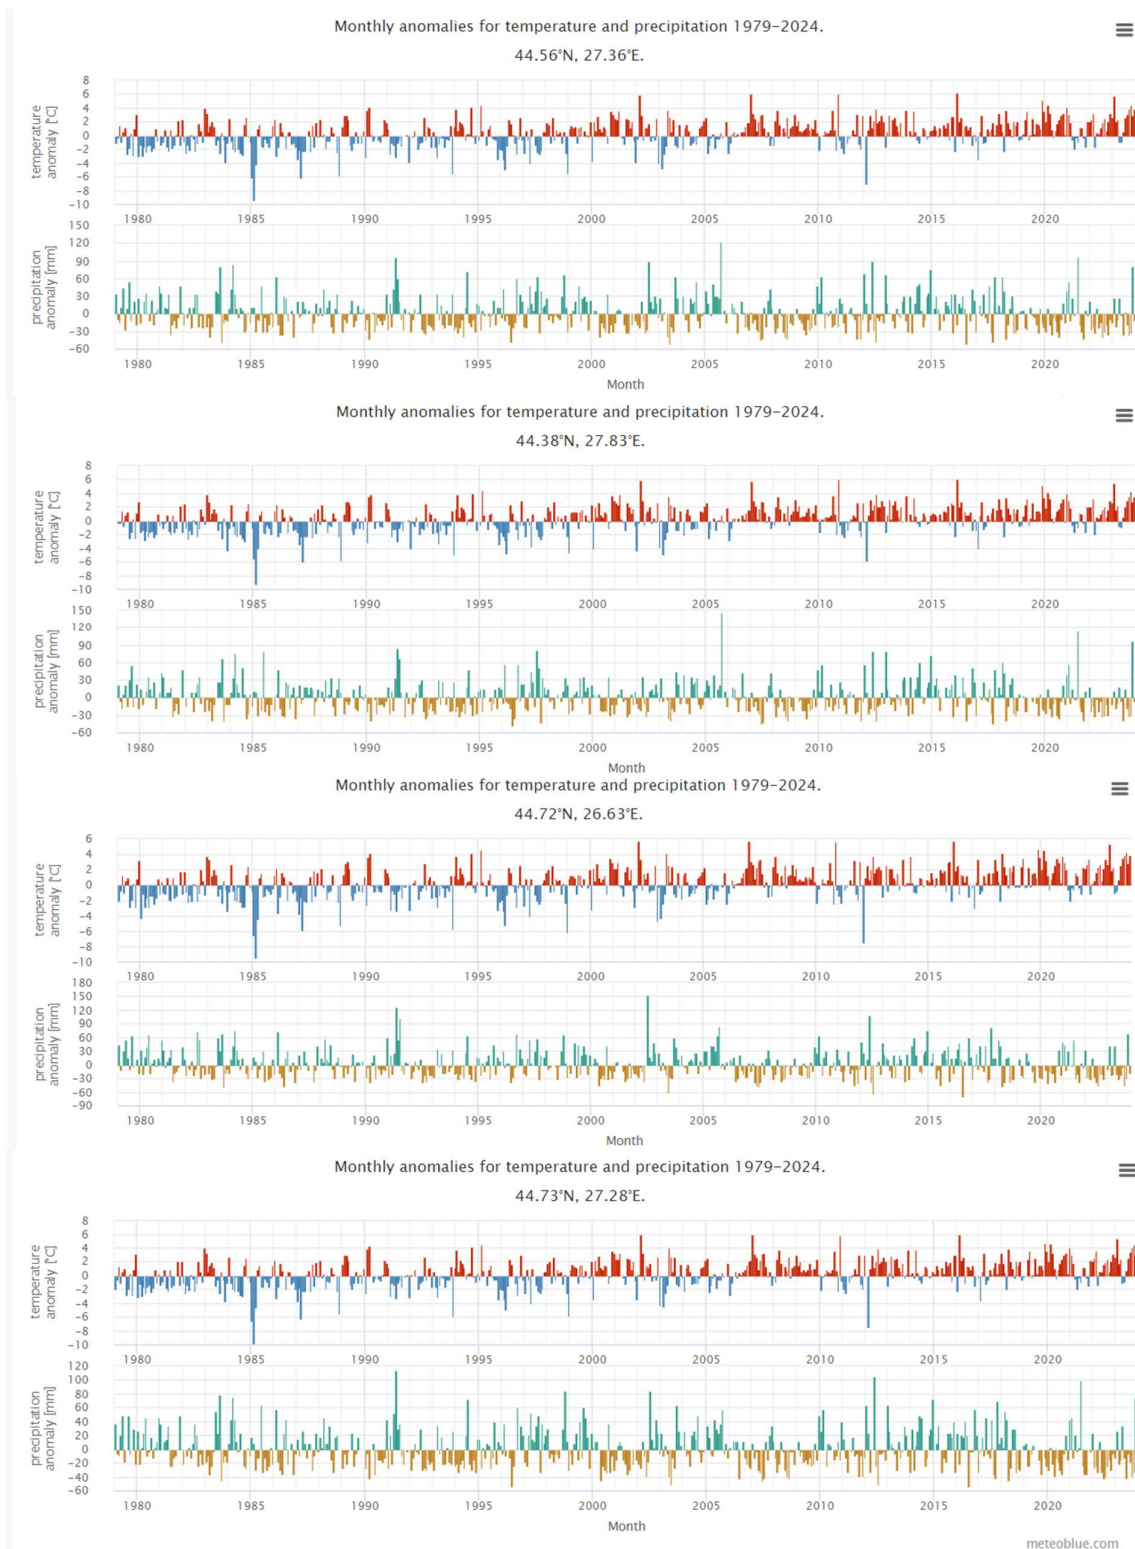 Monthly anomalies for temperature and precipitation 1979-2024.
44.56°N, 27.36°E.
temperature
anomaly [°C]
8
6
4
2
0
-2
-4
-6
-8
-10
1980 1985 1990 1995 2000 2005 2010 2015 2020
precipitation
anomaly [mm]
150
120
90
60
30
0
-30
-60
1980 1985 1990 1995 2000 2005 2010 2015 2020
Month
Monthly anomalies for temperature and precipitation 1979-2024.
44.38°N, 27.83°E.
temperature
anomaly [°C]
8
6
4
2
0
-2
-4
-6
-8
-10
1980 1985 1990 1995 2000 2005 2010 2015 2020
precipitation
anomaly [mm]
150
120
90
60
30
0
-30
-60
1980 1985 1990 1995 2000 2005 2010 2015 2020
Month
Monthly anomalies for temperature and precipitation 1979-2024.
44.72°N, 26.63°E.
temperature
anomaly [°C]
6
4
2
0
-2
-4
-6
-8
-10
1980 1985 1990 1995 2000 2005 2010 2015 2020
precipitation
anomaly [mm]
180
150
120
90
60
30
0
-30
-60
-90
1980 1985 1990 1995 2000 2005 2010 2015 2020
Month
Monthly anomalies for temperature and precipitation 1979-2024.
44.73°N, 27.28°E.
temperature
anomaly [°C]
8
6
4
2
0
-2
-4
-6
-8
-10
1980 1985 1990 1995 2000 2005 2010 2015 2020
precipitation
anomaly [mm]
120
100
80
60
40
20
0
-20
-40
-60
1980 1985 1990 1995 2000 2005 2010 2015 2020
Month
meteoblue.com